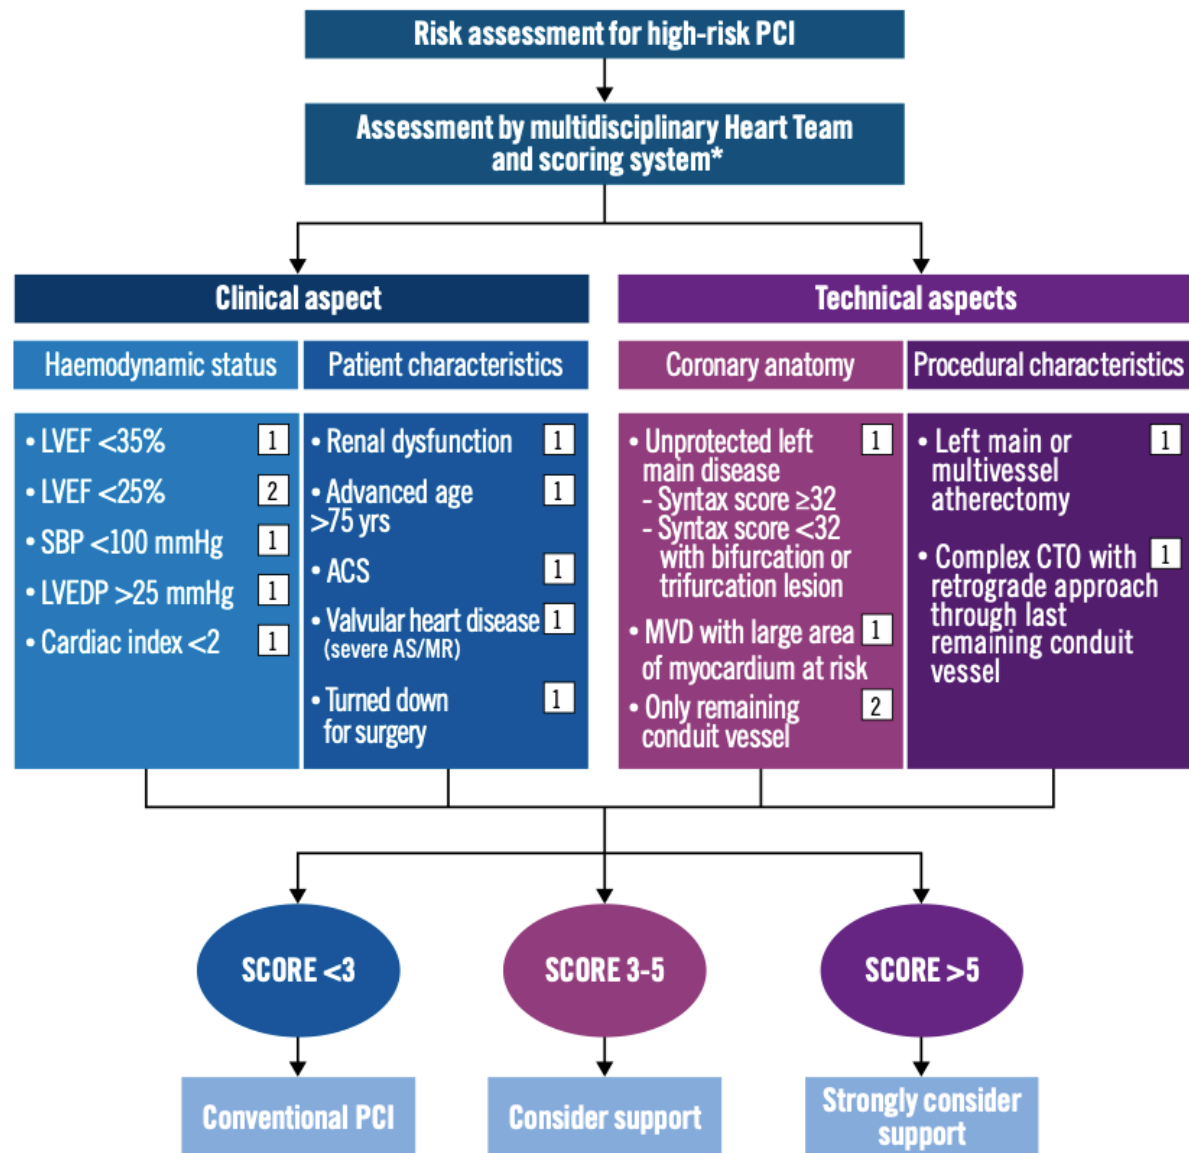 Risk assessment for high-risk PCI
Assessment by multidisciplinary Heart Team
and scoring system*
Clinical aspect
Haemodynamic status
• LVEF <35% 1
• LVEF <25% 2
• SBP <100 mmHg 1
• LVEDP >25 mmHg 1
• Cardiac index <2 1
Patient characteristics
• Renal dysfunction 1
• Advanced age 1
>75 yrs
• ACS 1
• Valvular heart disease 1
(severe AS/MR)
• Turned down 1
for surgery
Technical aspects
Coronary anatomy
• Unprotected left 1
main disease
- Syntax score ≥32
- Syntax score <32
with bifurcation or
trifurcation lesion
• MVD with large area 1
of myocardium at risk
• Only remaining 2
conduit vessel
Procedural characteristics
• Left main or 1
multivessel
atherectomy
• Complex CTO with 1
retrograde approach
through last
remaining conduit
vessel
SCORE <3
SCORE 3-5
SCORE >5
Conventional PCI
Consider support
Strongly consider
support